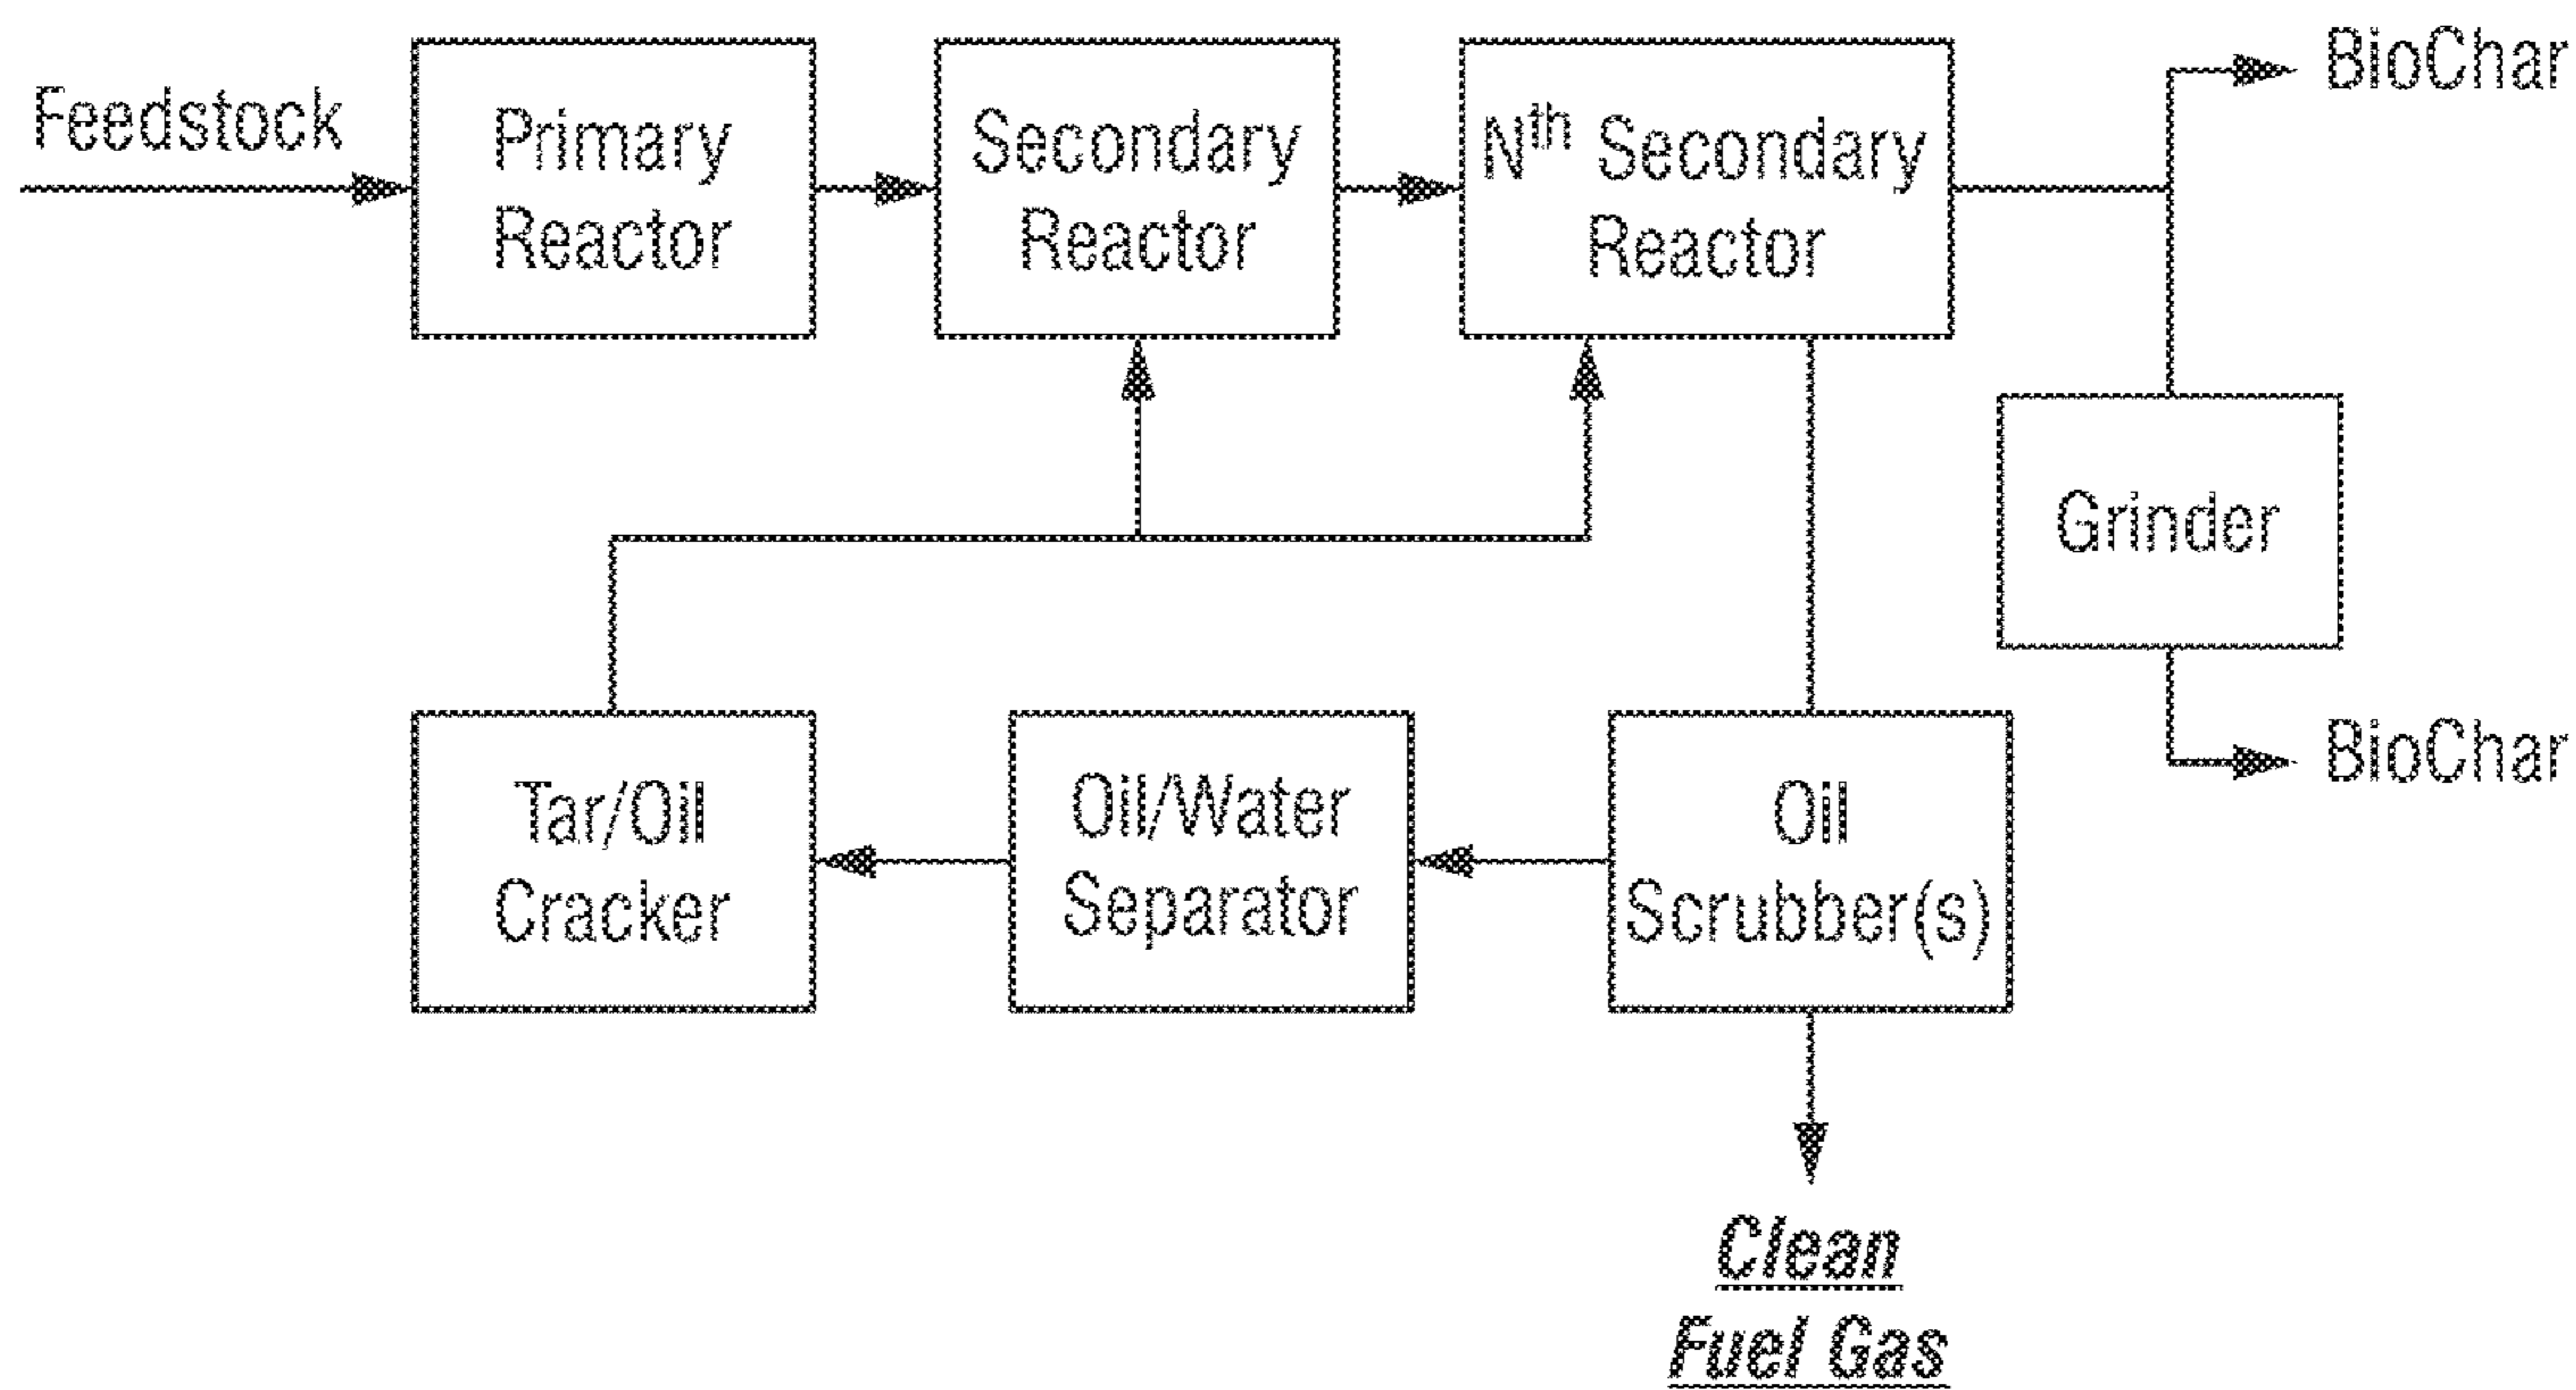 Feedstock
Primary
Reactor
Secondary
Reactor
Nth Secondary
Reactor
BioChar
Grinder
BioChar
Tar/Oil
Cracker
Oil/Water
Separator
Oil
Scrubber(s)
Clean
Fuel Gas